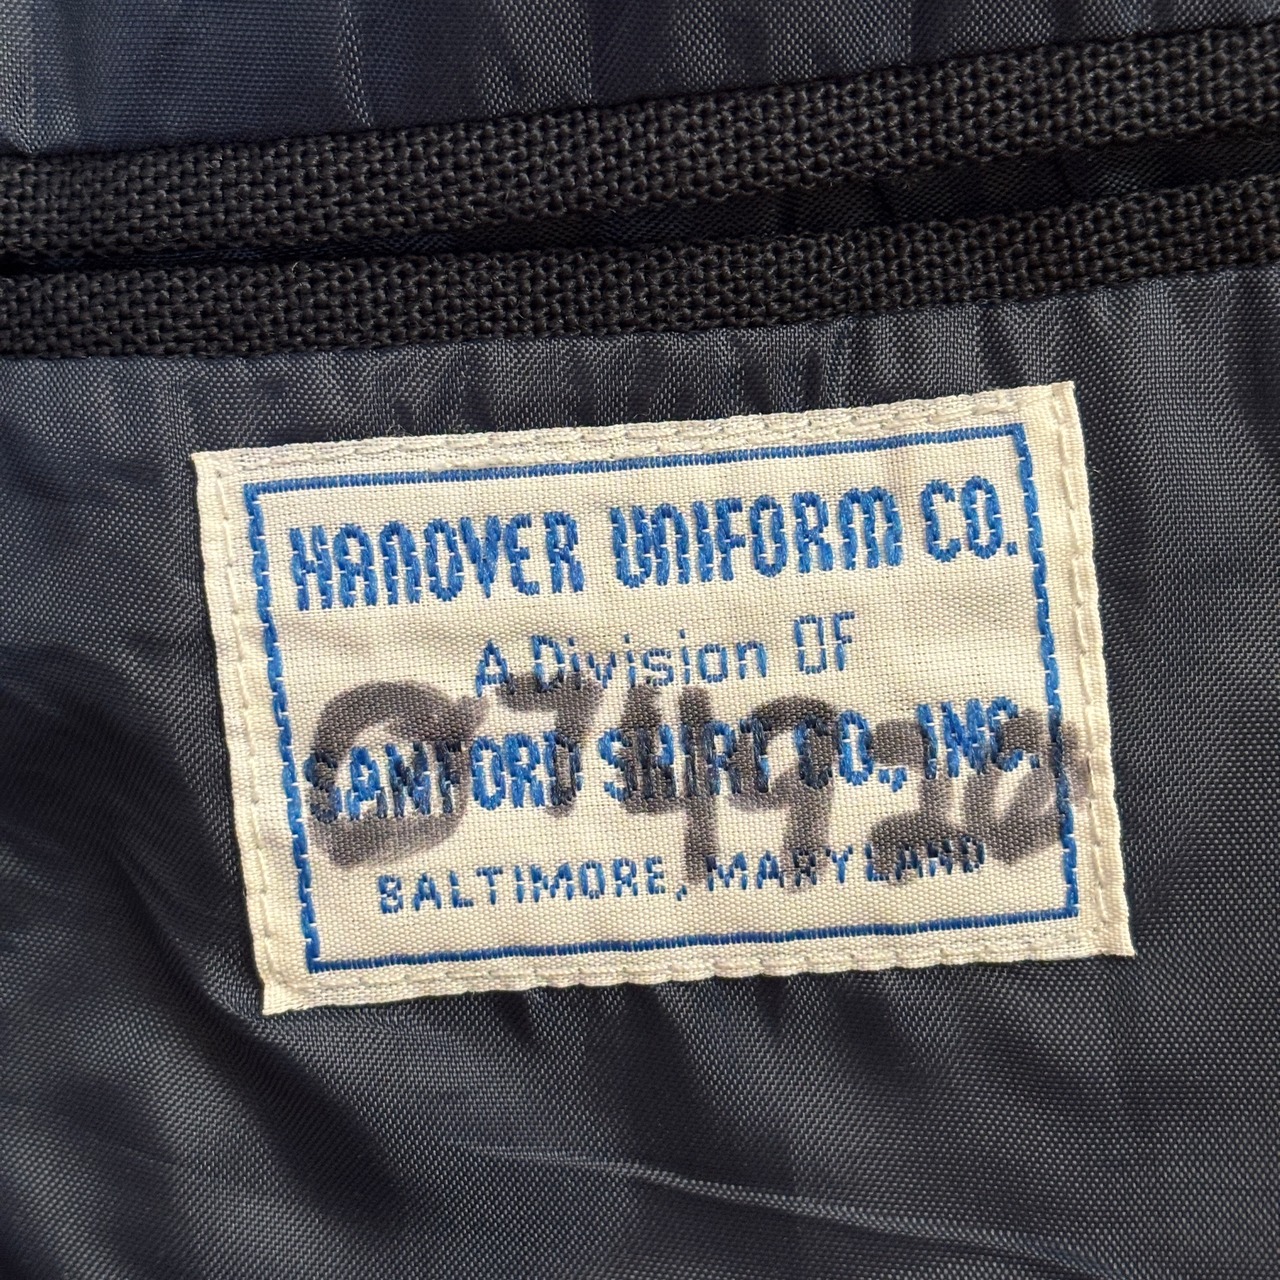 HANOVER UNIFORM CO.
A Division OF
SANFORD SHIRT CO., INC.
BALTIMORE, MARYLAND